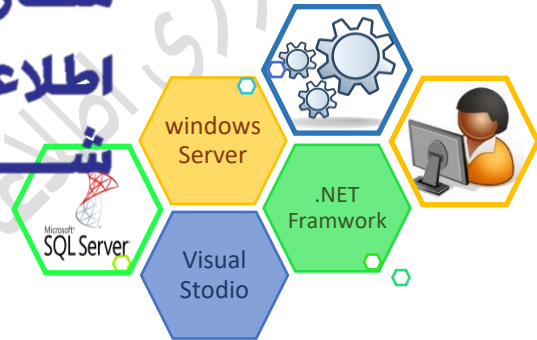 اطلاع
windows
Server
.NET
Framwork
Microsoft
SQL Server
Visual
Stodio